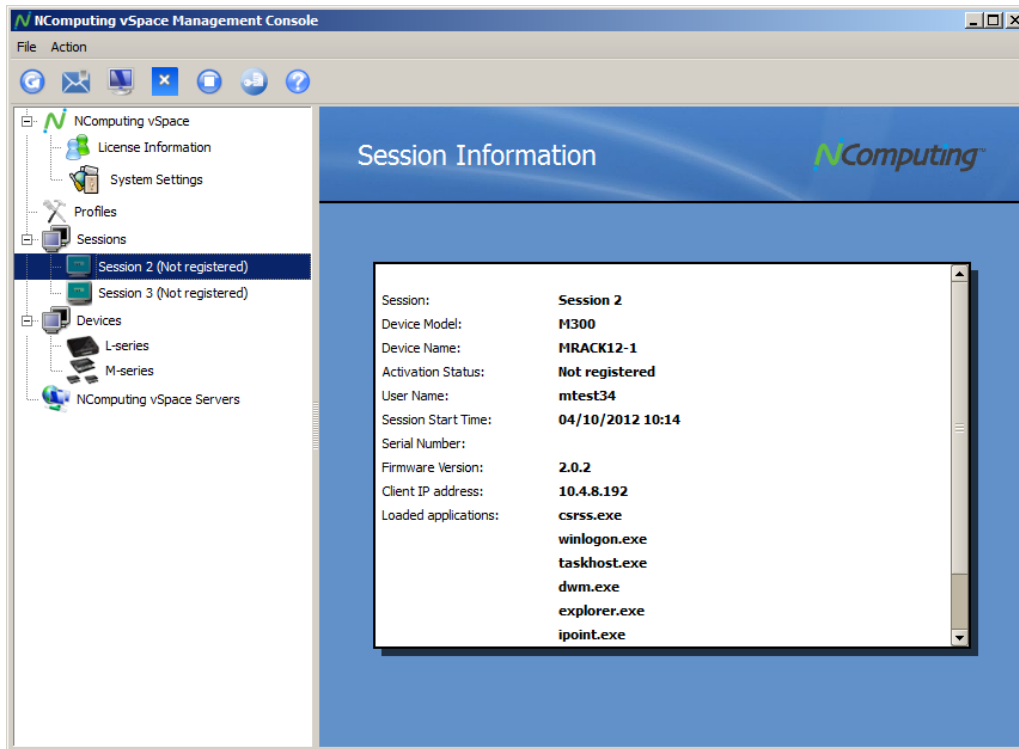 NComputing vSpace Management Console
File Action
NComputing vSpace
License Information
System Settings
Profiles
Sessions
Session 2 (Not registered)
Session 3 (Not registered)
Devices
L-series
M-series
NComputing vSpace Servers
Session Information
NComputing™
Session: Session 2
Device Model: M300
Device Name: MRACK12-1
Activation Status: Not registered
User Name: mtest34
Session Start Time: 04/10/2012 10:14
Serial Number:
Firmware Version: 2.0.2
Client IP address: 10.4.8.192
Loaded applications: csrss.exe
winlogon.exe
taskhost.exe
dwm.exe
explorer.exe
ipoint.exe